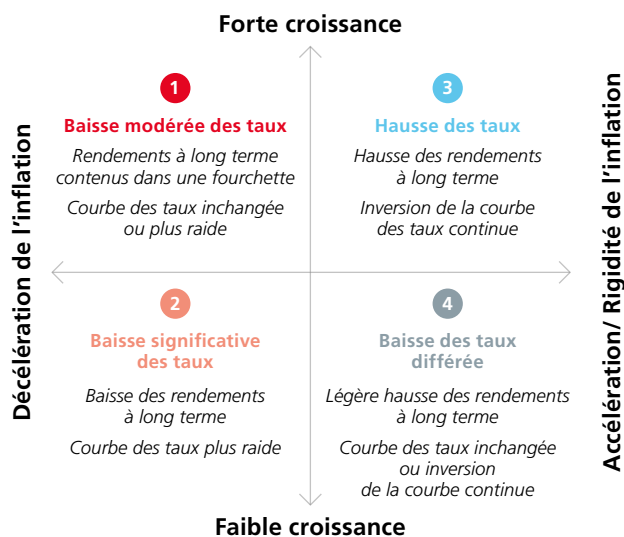 Forte croissance
Décélération de l'inflation
1
Baisse modérée des taux
Rendements à long terme
contenus dans une fourchette
Courbe des taux inchangée
ou plus raide
3
Hausse des taux
Hausse des rendements
à long terme
Inversion de la courbe
des taux continue
2
Baisse significative
des taux
Baisse des rendements
à long terme
Courbe des taux plus raide
4
Baisse des taux
différée
Légère hausse des rendements
à long terme
Courbe des taux inchangée
ou inversion
de la courbe continue
Accélération/ Rigidité de l'inflation
Faible croissance